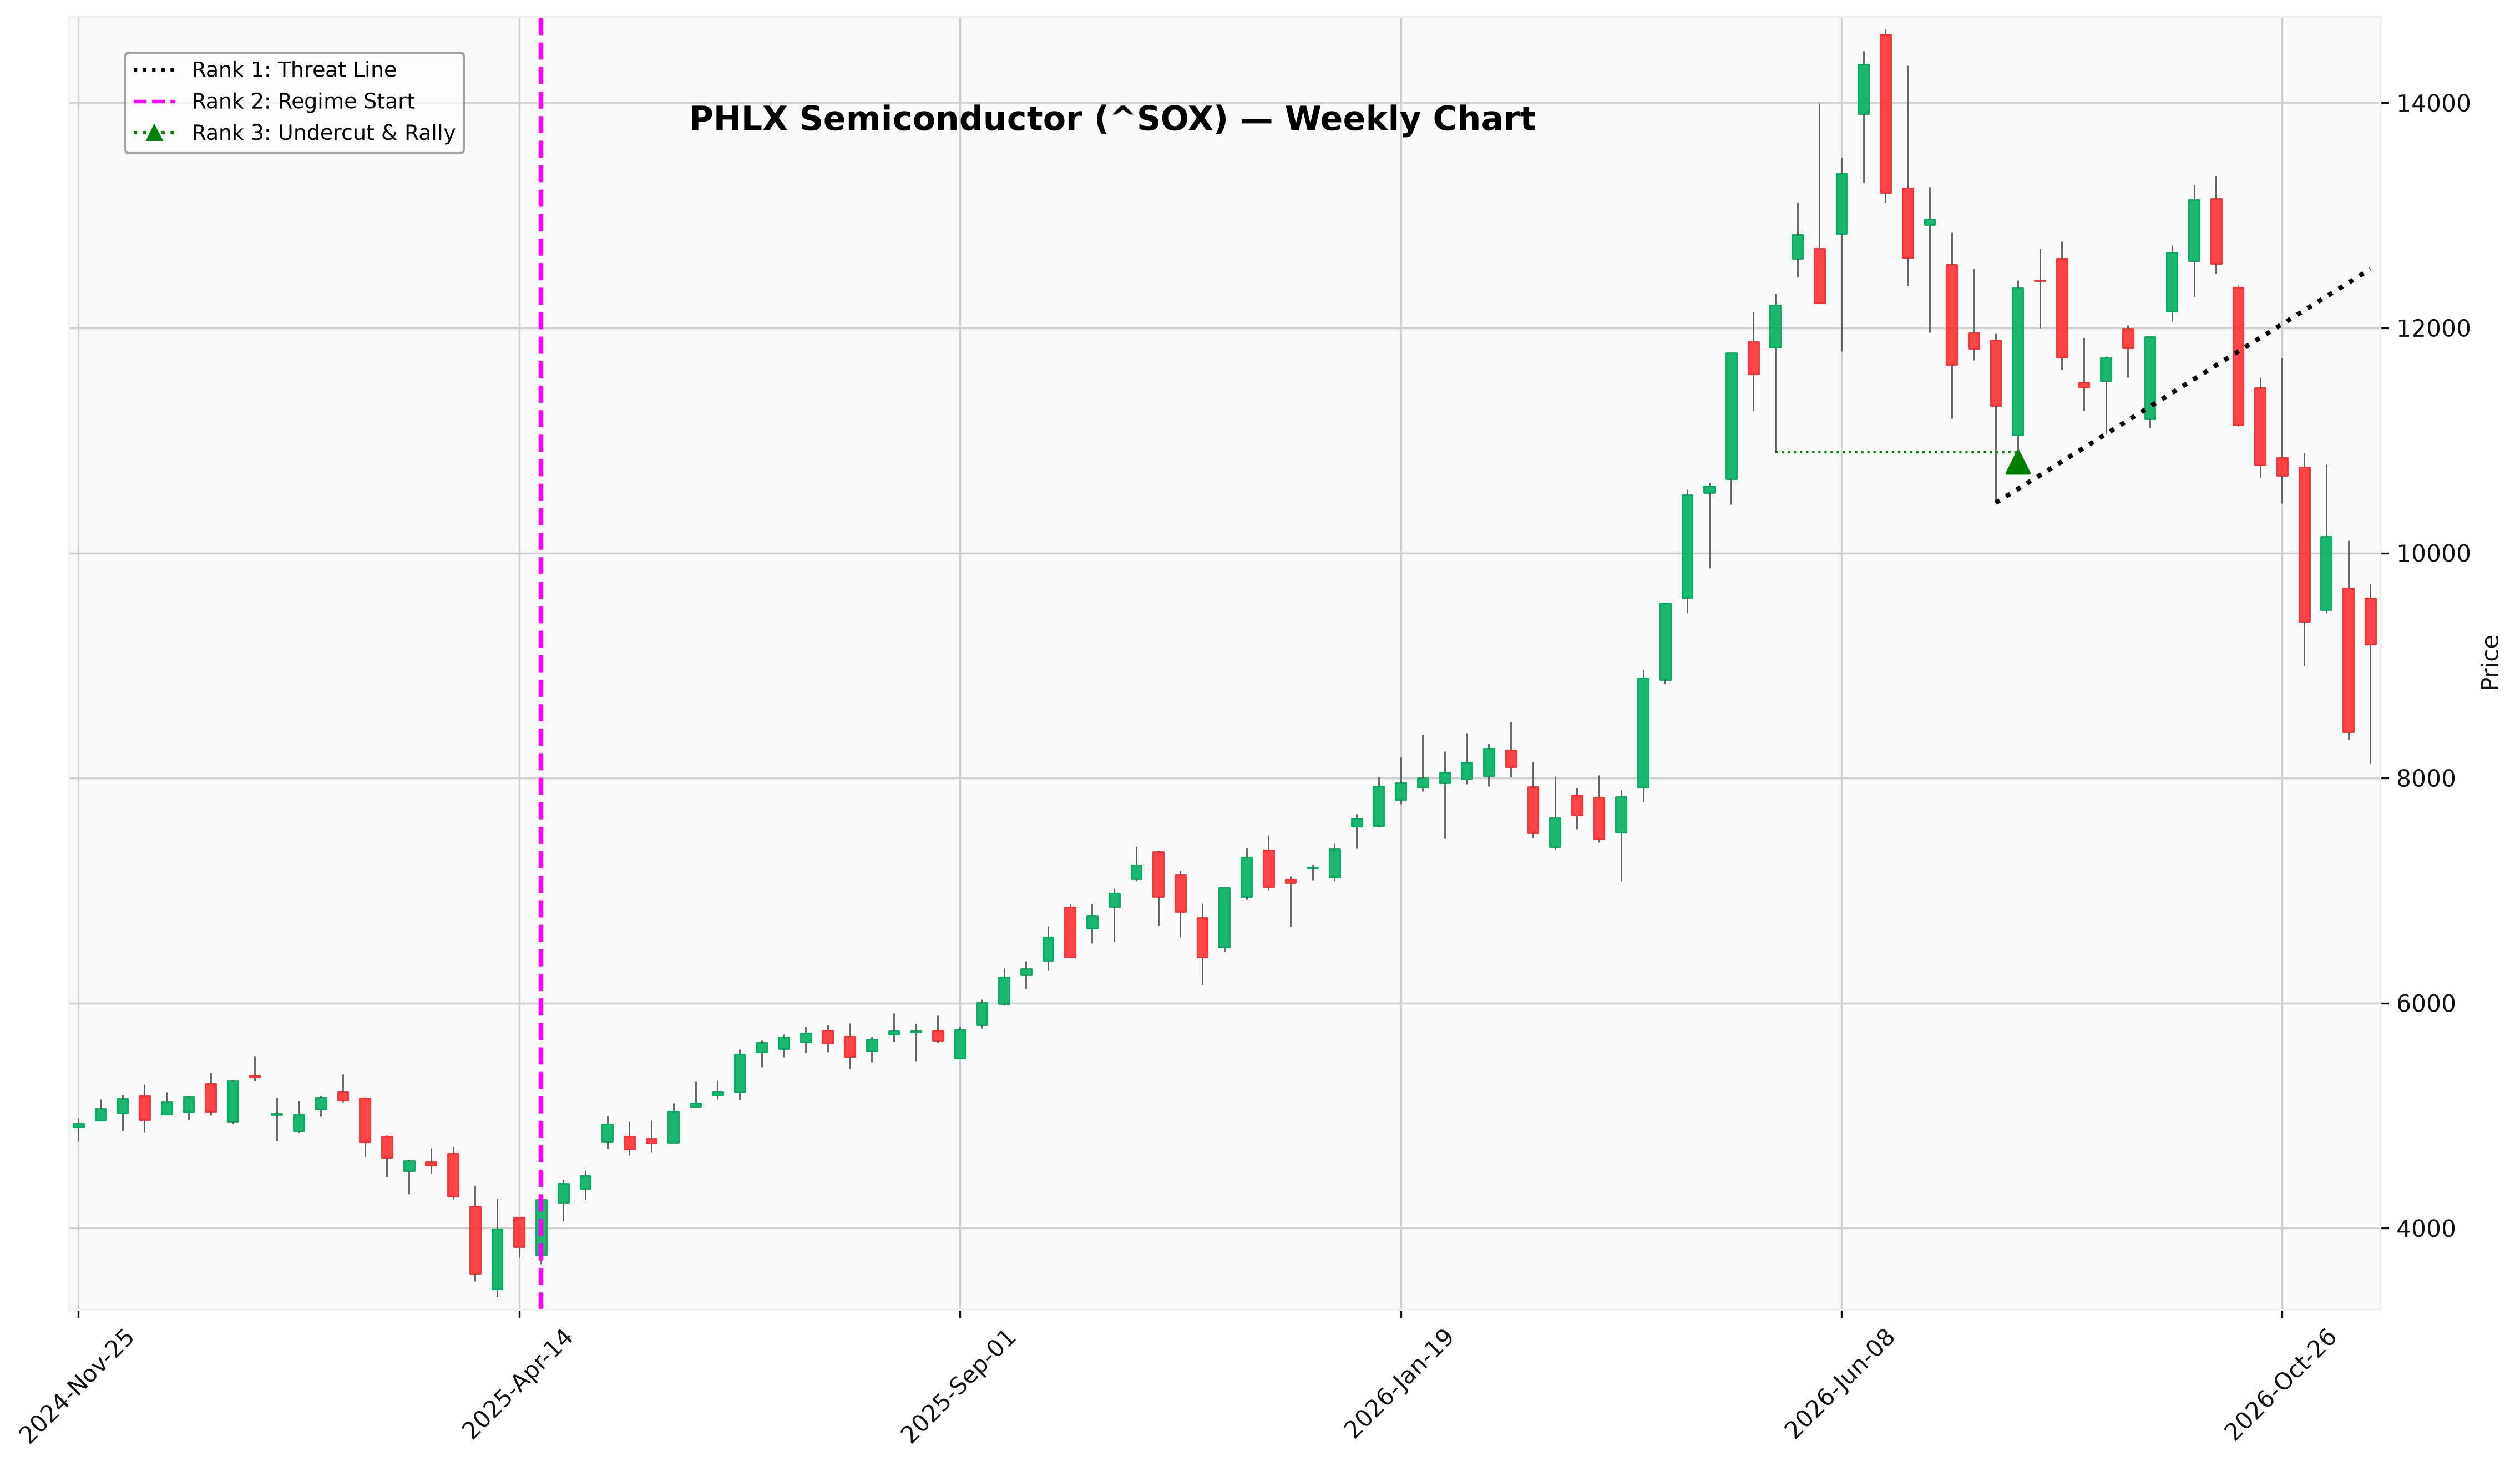 Rank 1: Threat Line
Rank 2: Regime Start
Rank 3: Undercut & Rally
PHLX Semiconductor (^SOX) — Weekly Chart
14000
12000
10000
8000
6000
4000
Price
2024-Nov-25
2025-Apr-14
2025-Sep-01
2026-Jan-19
2026-Jun-08
2026-Oct-26